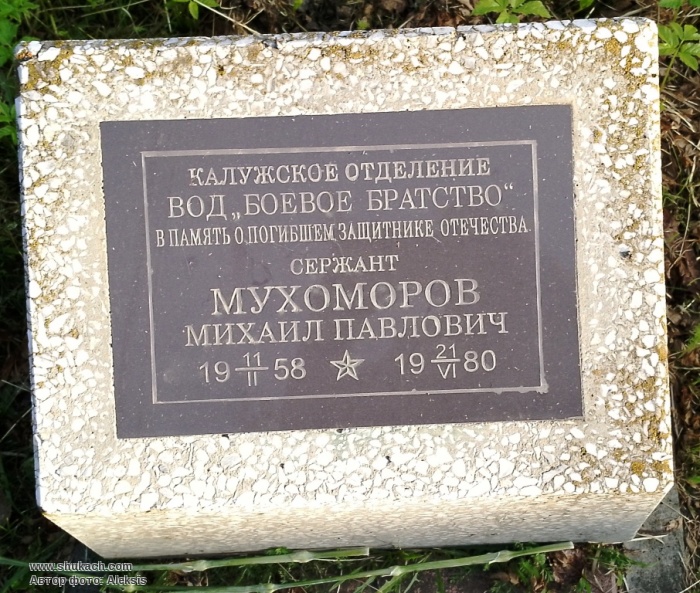 КАЛУЖСКОЕ ОТДЕЛЕНИЕ
ВОД „БОЕВОЕ БРАТСТВО“
В ПАМЯТЬ О ПОГИБШЕМ ЗАЩИТНИКЕ ОТЕЧЕСТВА
СЕРЖАНТ
МУХОМОРОВ
МИХАИЛ ПАВЛОВИЧ
19 11/II 58 19 21/VI 80
www.shukach.com
Автор фото: Aleksis